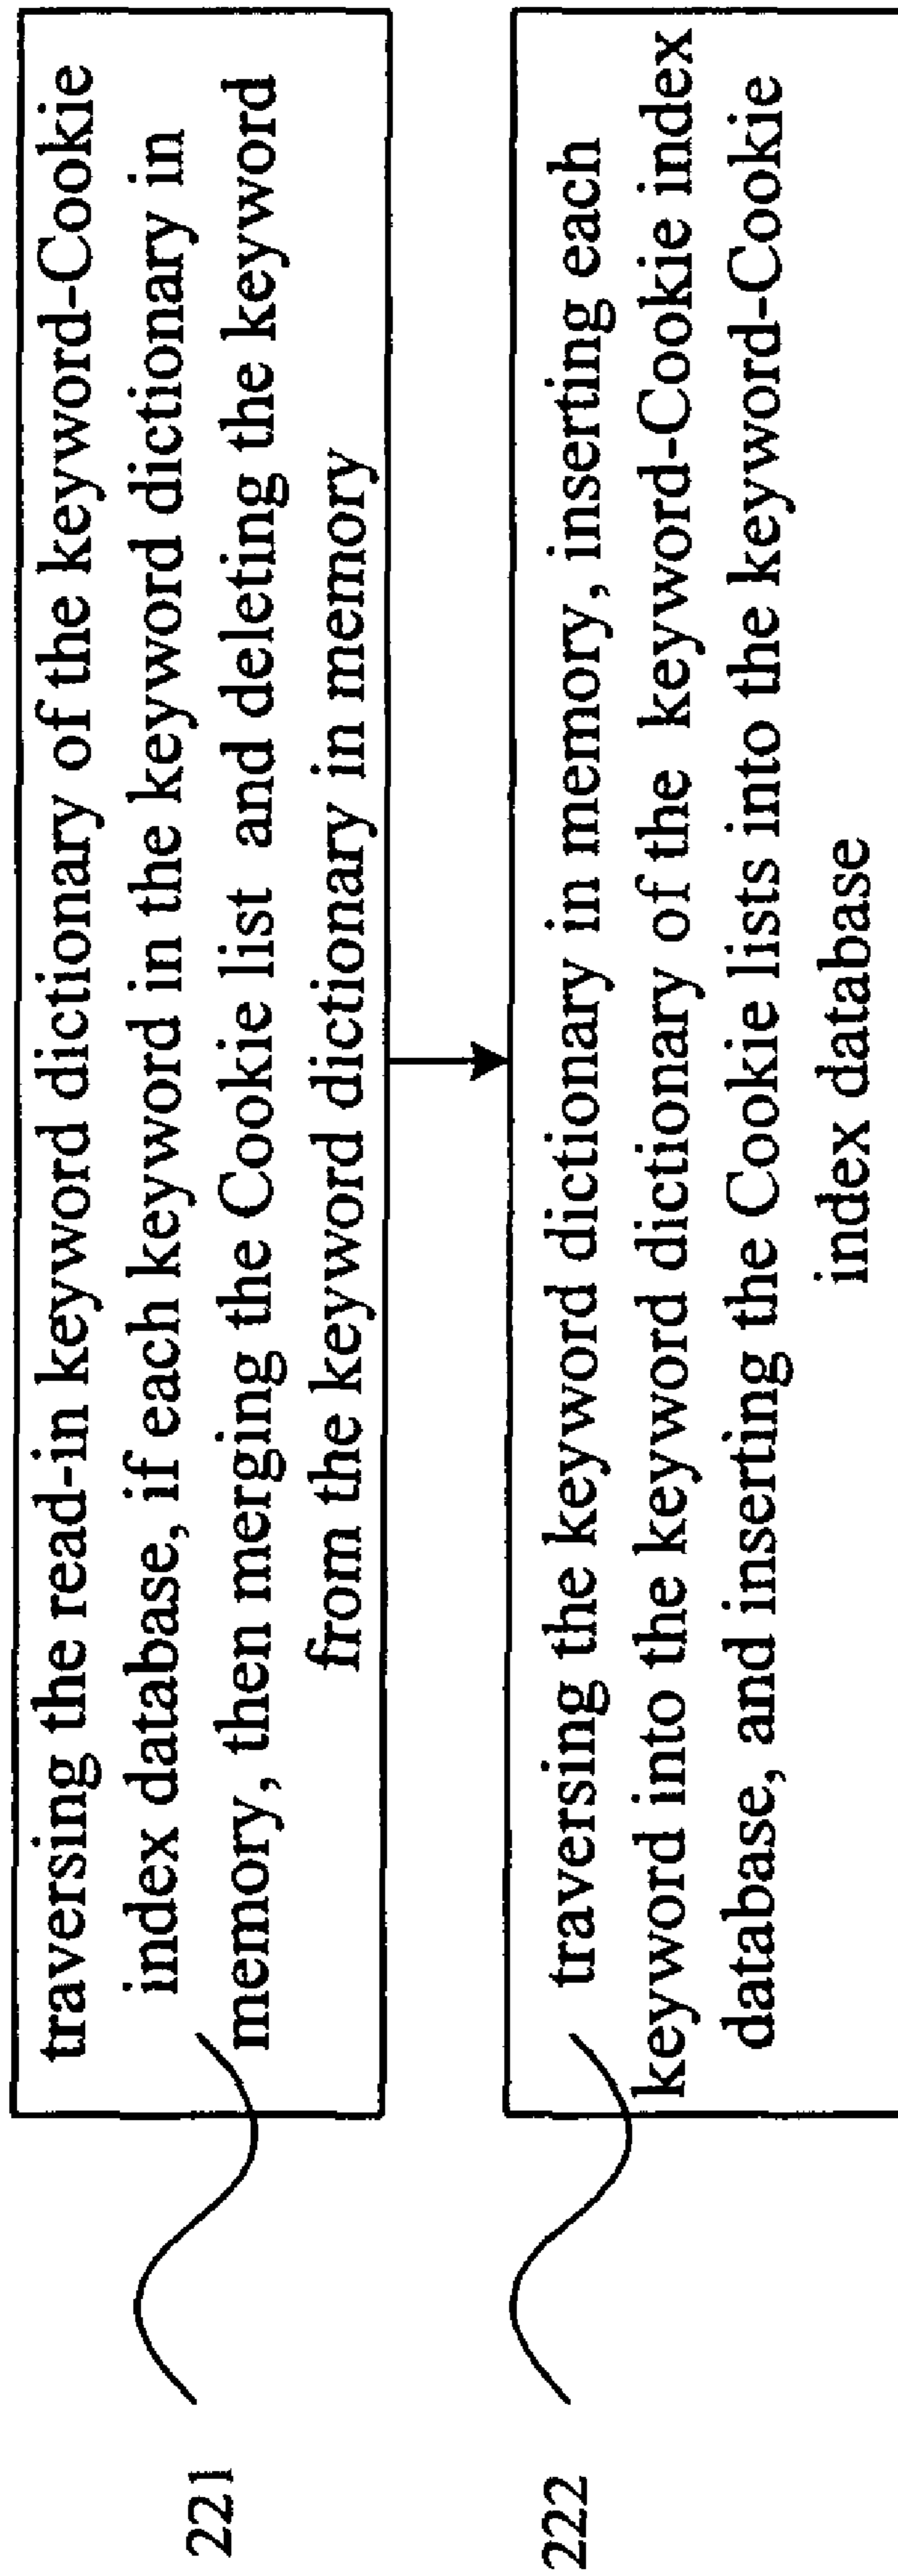 221
traversing the read-in keyword dictionary of the keyword-Cookie
index database, if each keyword in the keyword dictionary in
memory, then merging the Cookie list and deleting the keyword
from the keyword dictionary in memory
222
traversing the keyword dictionary in memory, inserting each
keyword into the keyword dictionary of the keyword-Cookie index
database, and inserting the Cookie lists into the keyword-Cookie
index database